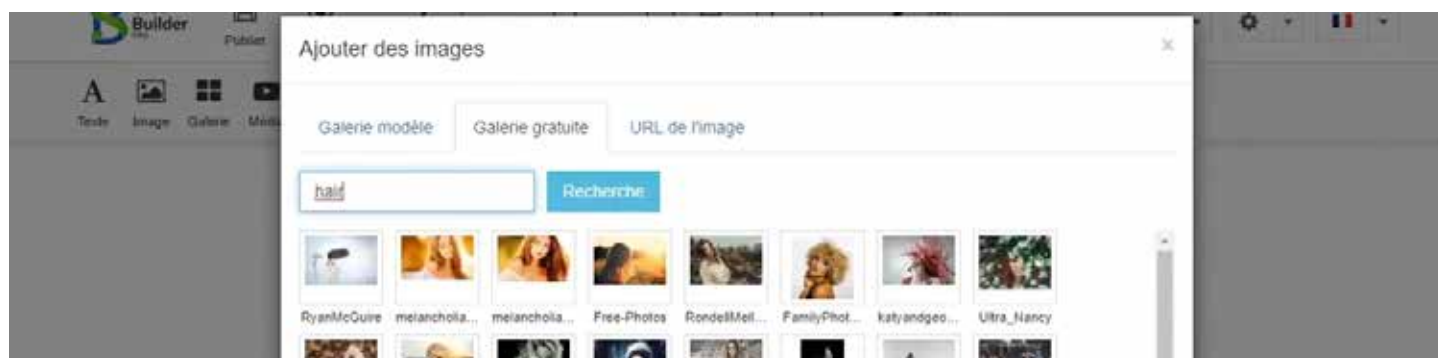 Builder
Publier
Ajouter des images
×
Texte Image Galerie
Galerie modèle Galerie gratuite URL de l'image
hair Recherche
RyanMcGuire melancholia... melancholia... Free-Photos RondellMell... FamilyPhot... katyandgeo... Ultra_Nancy